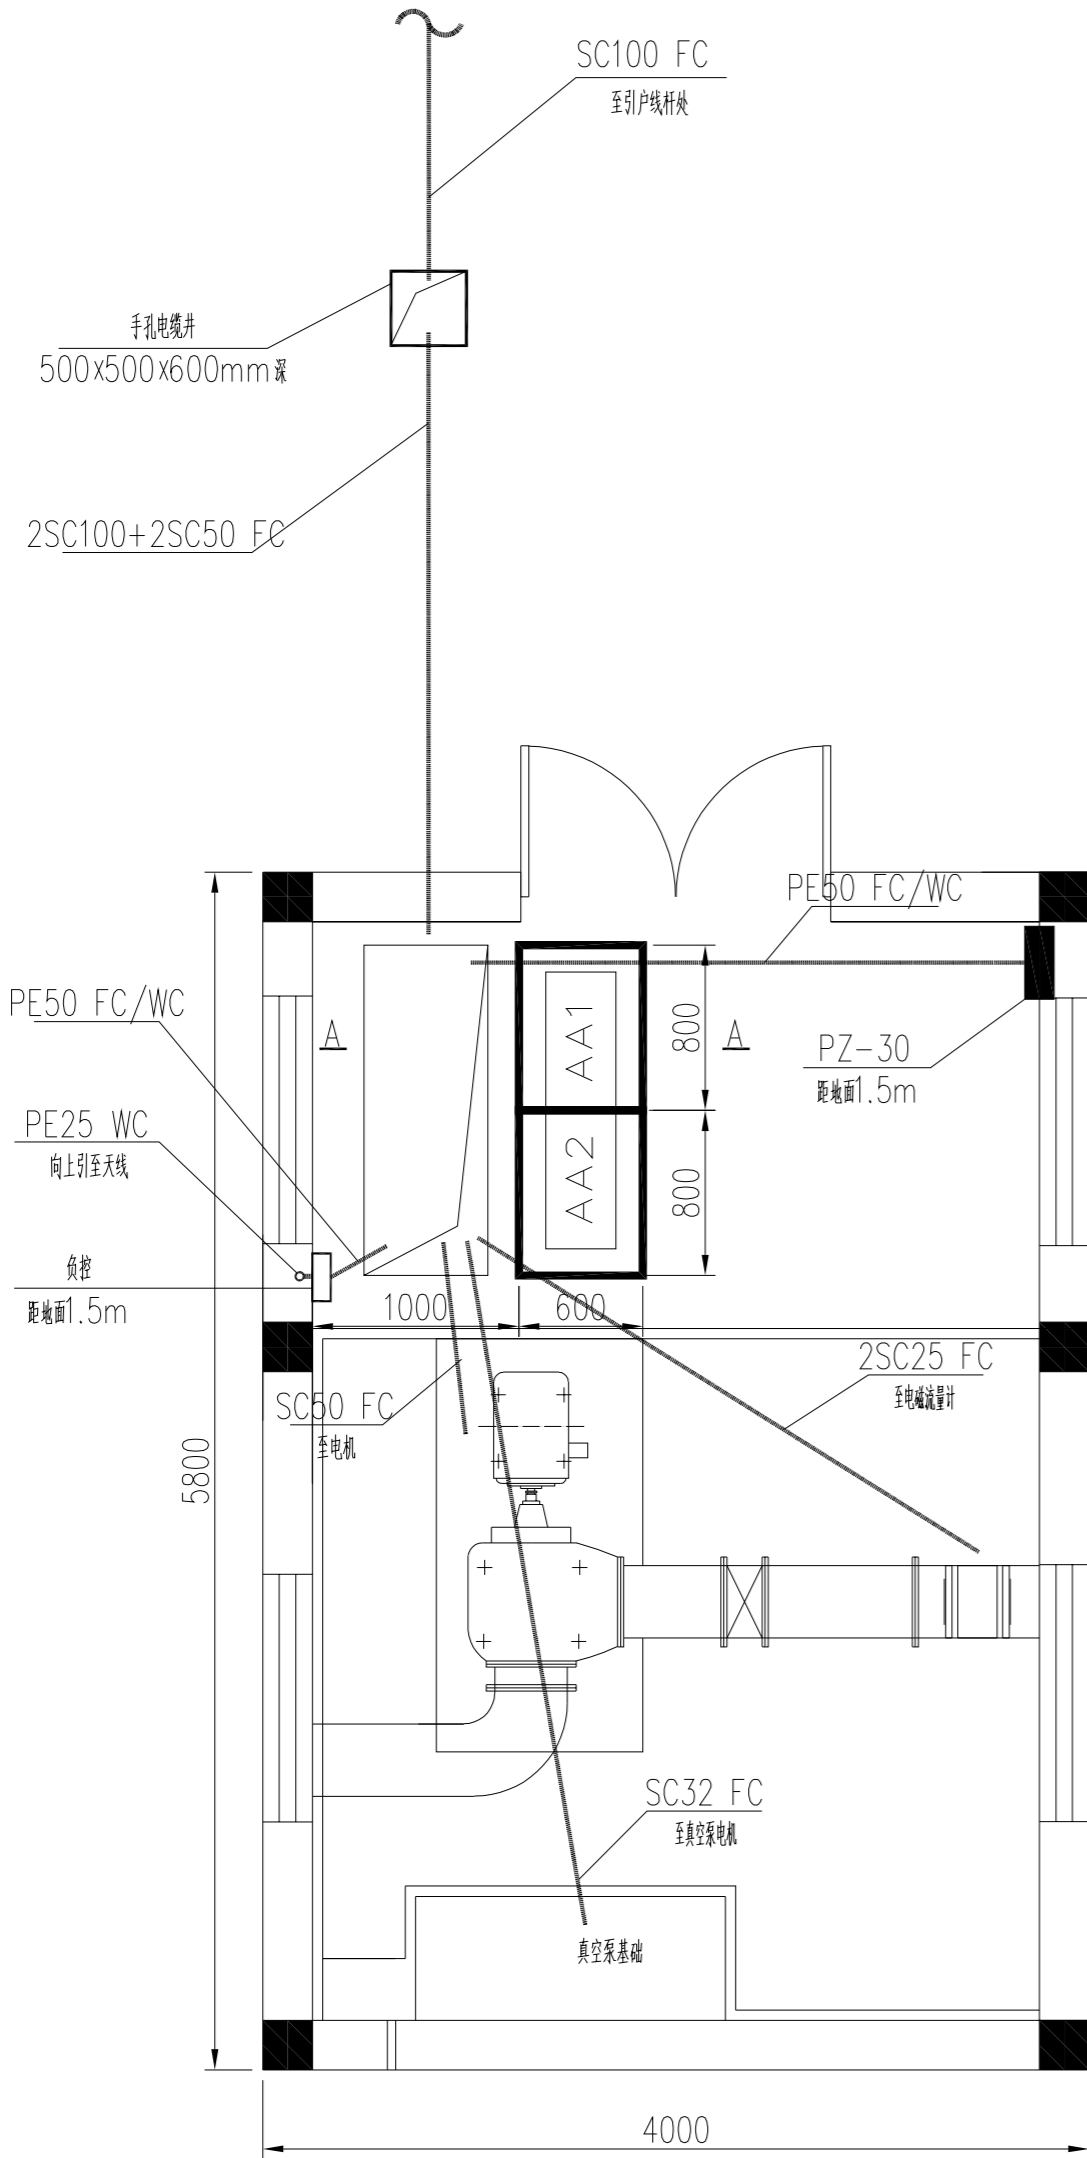 SC100 FC
至引户线杆处
手孔电缆井
500x500x600mm深
2SC100+2SC50 FC
PE50 FC/WC
PE50 FC/WC
A
AA1
800
A
PZ-30
距地面1.5m
PE25 WC
向上引至天线
AA2
800
负控
距地面1.5m
1000
600
2SC25 FC
至电磁流量计
SC50 FC
至电机
5800
SC32 FC
至真空泵电机
真空泵基础
4000